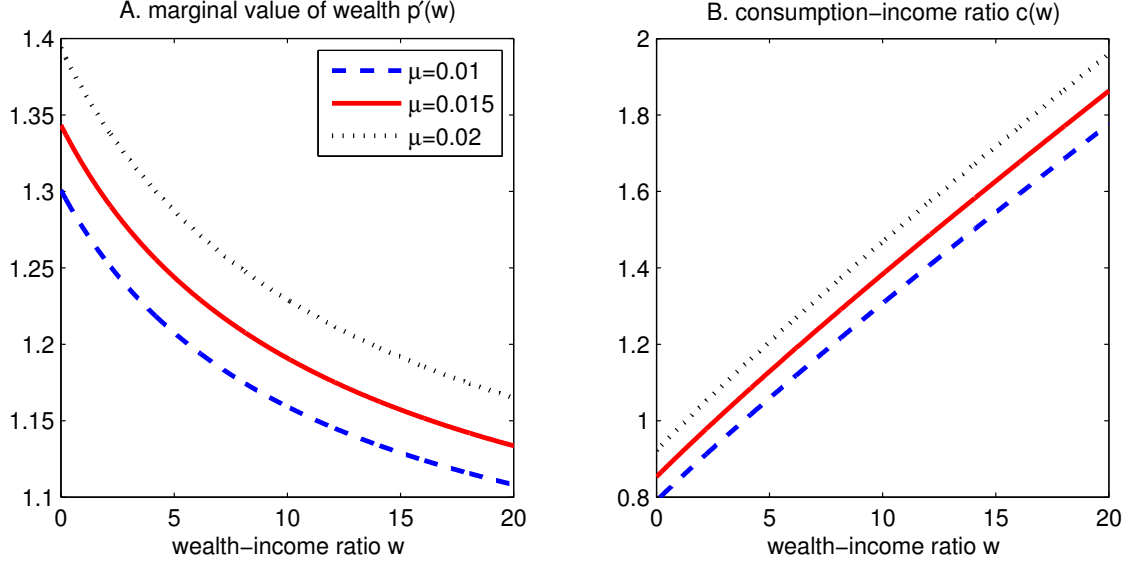 A. marginal value of wealth p′(w)
1.4
1.35
1.3
1.25
1.2
1.15
1.1
μ=0.01
μ=0.015
μ=0.02
0 5 10 15 20
wealth−income ratio w
B. consumption−income ratio c(w)
2
1.8
1.6
1.4
1.2
1
0.8
0 5 10 15 20
wealth−income ratio w